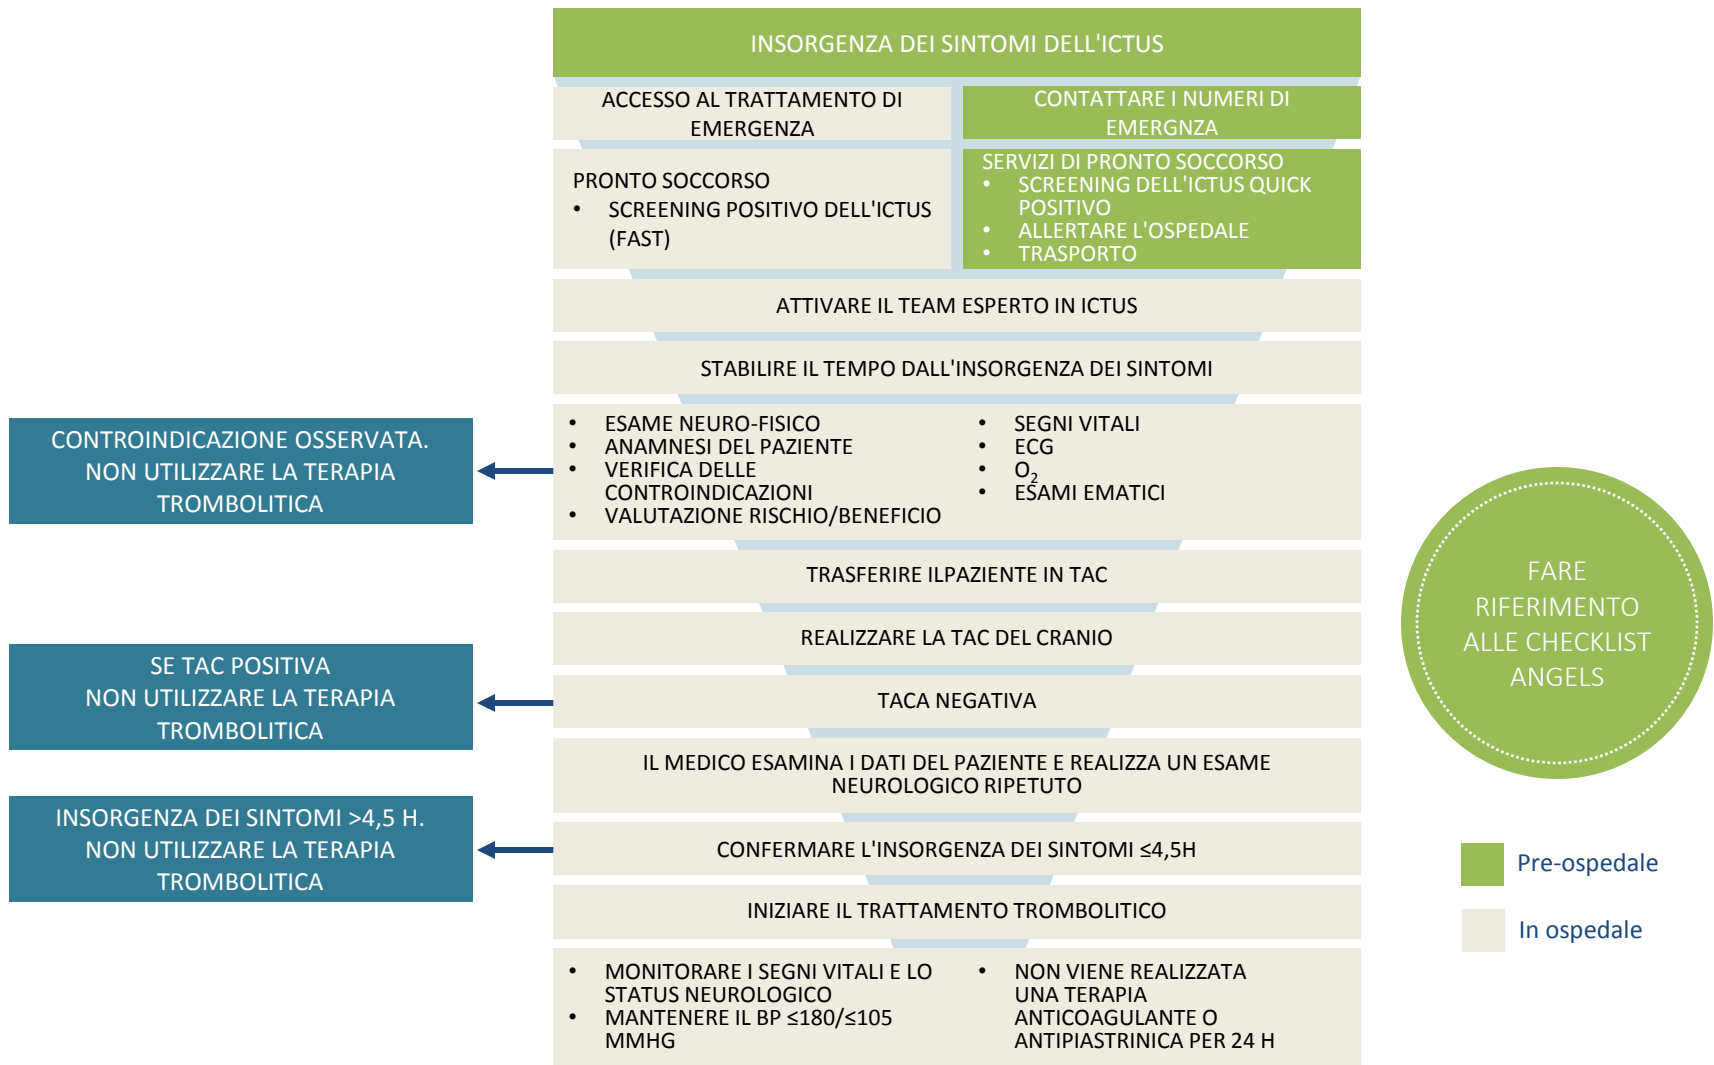 INSORGENZA DEI SINTOMI DELL'ICTUS
ACCESSO AL TRATTAMENTO DI
EMERGENZA
CONTATTARE I NUMERI DI
EMERGNZA
PRONTO SOCCORSO
• SCREENING POSITIVO DELL'ICTUS
(FAST)
SERVIZI DI PRONTO SOCCORSO
• SCREENING DELL'ICTUS QUICK
POSITIVO
• ALLERTARE L'OSPEDALE
• TRASPORTO
ATTIVARE IL TEAM ESPERTO IN ICTUS
STABILIRE IL TEMPO DALL'INSORGENZA DEI SINTOMI
CONTROINDICAZIONE OSSERVATA.
NON UTILIZZARE LA TERAPIA
TROMBOLITICA
• ESAME NEURO-FISICO
• ANAMNESI DEL PAZIENTE
• VERIFICA DELLE
CONTROINDICAZIONI
• VALUTAZIONE RISCHIO/BENEFICIO
• SEGNI VITALI
• ECG
• O₂
• ESAMI EMATICI
TRASFERIRE ILPAZIENTE IN TAC
REALIZZARE LA TAC DEL CRANIO
SE TAC POSITIVA
NON UTILIZZARE LA TERAPIA
TROMBOLITICA
TACA NEGATIVA
IL MEDICO ESAMINA I DATI DEL PAZIENTE E REALIZZA UN ESAME
NEUROLOGICO RIPETUTO
INSORGENZA DEI SINTOMI >4,5 H.
NON UTILIZZARE LA TERAPIA
TROMBOLITICA
CONFERMARE L'INSORGENZA DEI SINTOMI ≤4,5H
INIZIARE IL TRATTAMENTO TROMBOLITICO
• MONITORARE I SEGNI VITALI E LO
STATUS NEUROLOGICO
• MANTENERE IL BP ≤180/≤105
MMHG
• NON VIENE REALIZZATA
UNA TERAPIA
ANTICOAGULANTE O
ANTIPIASTRINICA PER 24 H
FARE
RIFERIMENTO
ALLE CHECKLIST
ANGELS
Pre-ospedale
In ospedale